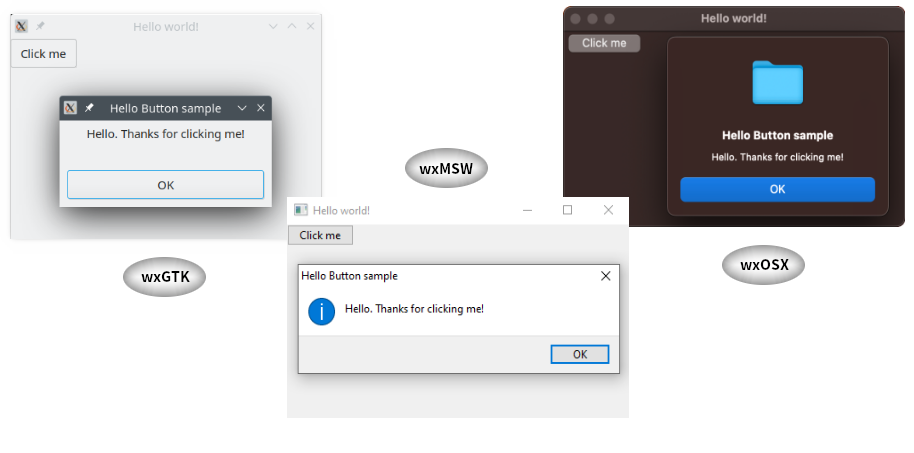 Hello world!
Click me
Hello Button sample
Hello. Thanks for clicking me!
OK
wxGTK
wxMSW
Hello world!
Click me
Hello Button sample
Hello. Thanks for clicking me!
OK
Hello world!
Click me
Hello Button sample
Hello. Thanks for clicking me!
OK
wxOSX